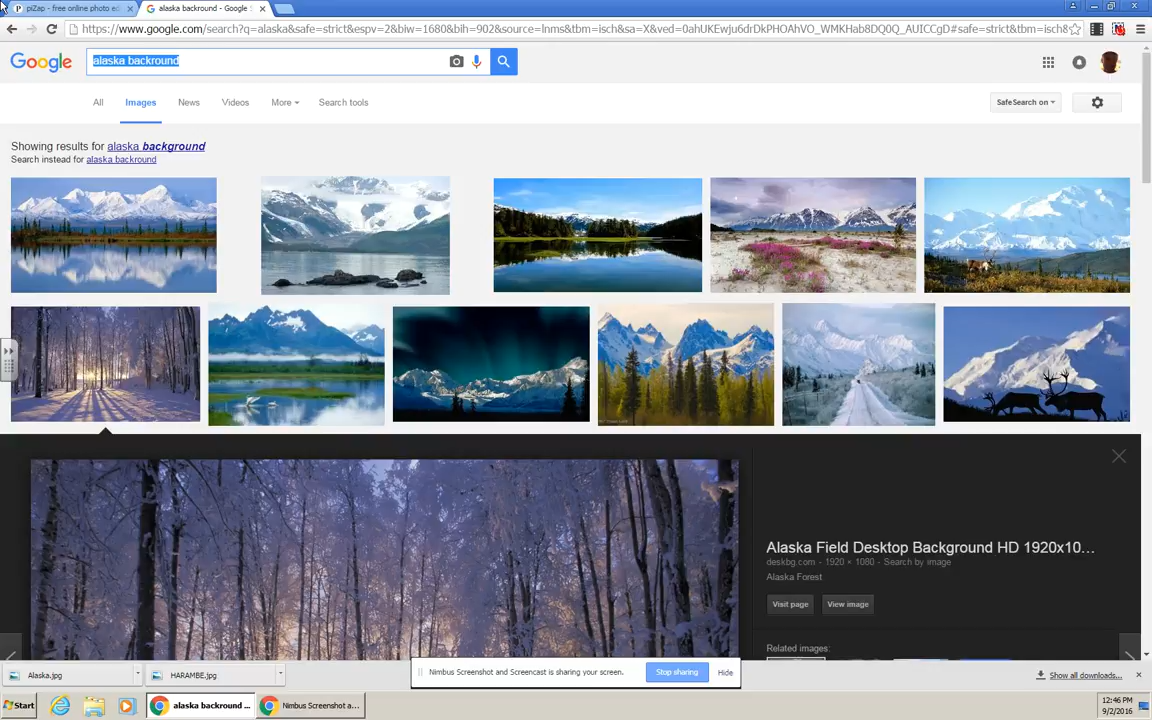 piZap - free online photo ed
alaska backround - Google S
https://www.google.com/search?q=alaska&safe=strict&espv=2&biw=1680&bih=902&source=lnms&tbm=isch&sa=X&ved=0ahUKEwju6drDkPHOAhVO_WMKHab8DQ0Q_AUICCgD#safe=strict&tbm=isch&
Google
alaska backround
All
Images
News
Videos
More
Search tools
SafeSearch on
Showing results for alaska background
Search instead for alaska backround
Alaska Field Desktop Background HD 1920x10...
deskbg.com - 1920 × 1080 - Search by image
Alaska Forest
Visit page
View image
Related images:
Nimbus Screenshot and Screencast is sharing your screen.
Stop sharing
Hide
Alaska.jpg
HARAMBE.jpg
Show all downloads...
Start
alaska backround ...
Nimbus Screenshot a...
12:46 PM
9/2/2016